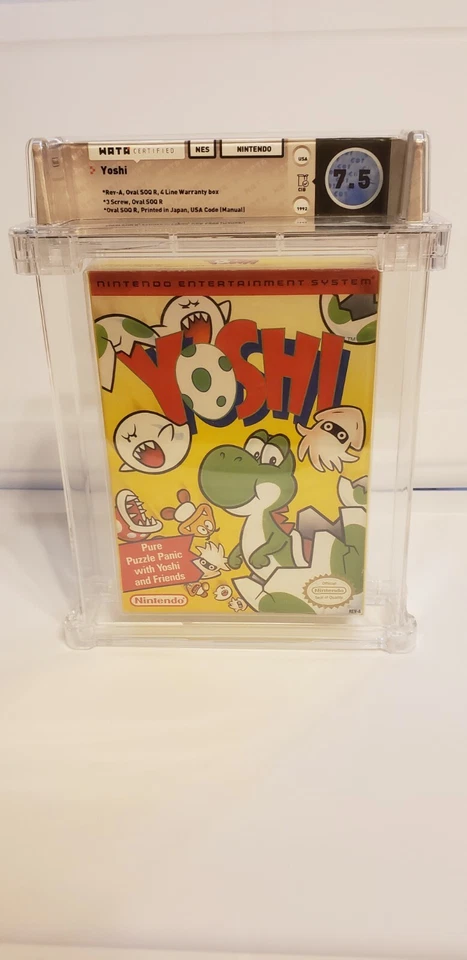 WATA CERTIFIED NES NINTENDO
USA
Yoshi
*Rev-A, Oval SOQ R, 4 Line Warranty box
*3 Screw, Oval SOQ R
*Oval SOQ R, Printed in Japan, USA Code (Manual)
CIB
1992
7.5
NINTENDO ENTERTAINMENT SYSTEM
YOSHI
TM
Pure
Puzzle Panic
with Yoshi
and Friends
Nintendo
Official
Nintendo
Seal of Quality
REV-A